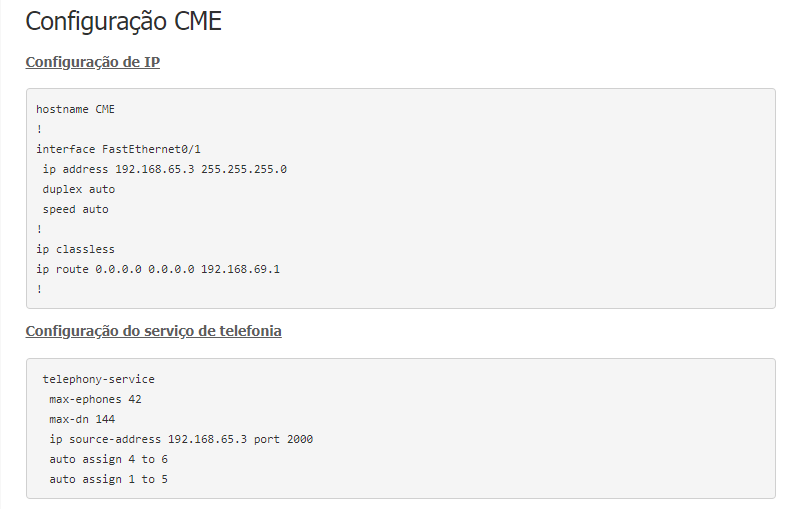 Configuração CME
Configuração de IP
hostname CME
!
interface FastEthernet0/1
 ip address 192.168.65.3 255.255.255.0
 duplex auto
 speed auto
!
ip classless
ip route 0.0.0.0 0.0.0.0 192.168.69.1
!
Configuração do serviço de telefonia
 telephony-service
  max-ephones 42
  max-dn 144
  ip source-address 192.168.65.3 port 2000
  auto assign 4 to 6
  auto assign 1 to 5